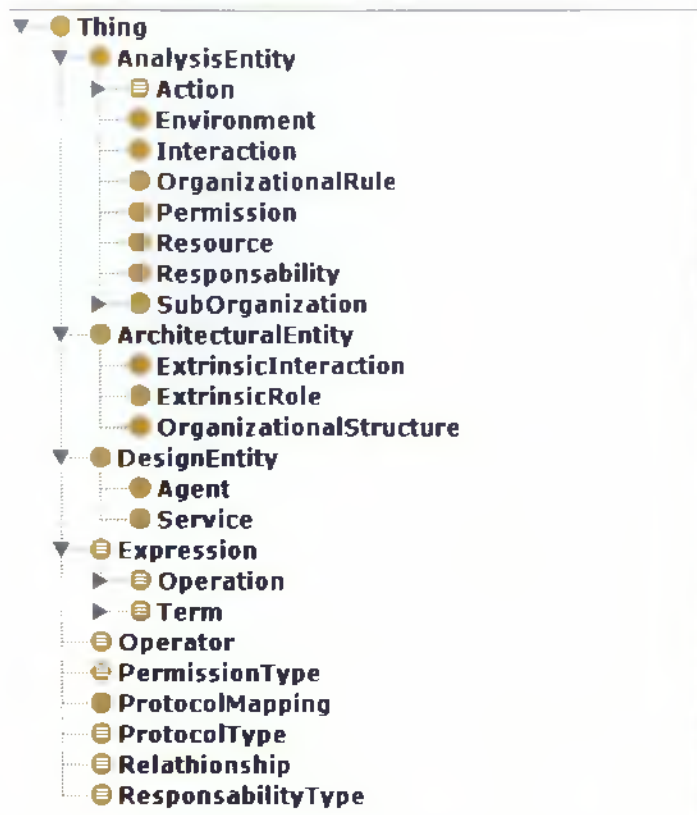 Thing
AnalysisEntity
Action
Environment
Interaction
OrganizationalRule
Permission
Resource
Responsability
SubOrganization
ArchitecturalEntity
ExtrinsicInteraction
ExtrinsicRole
OrganizationalStructure
DesignEntity
Agent
Service
Expression
Operation
Term
Operator
PermissionType
ProtocolMapping
ProtocolType
Relathionship
ResponsabilityType